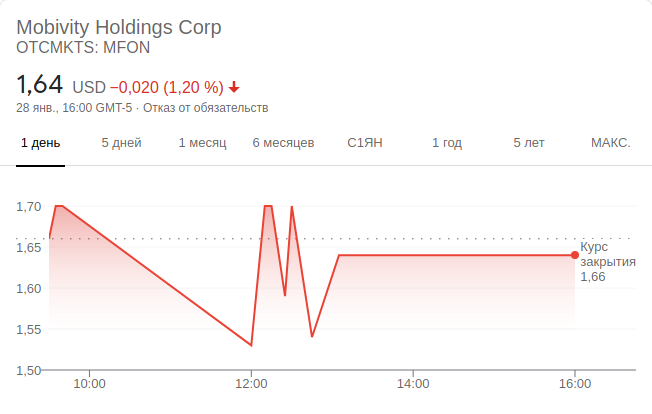 Mobivity Holdings Corp
OTCMKTS: MFON
1,64 USD −0,020 (1,20 %)
28 янв., 16:00 GMT-5 · Отказ от обязательств
1 день 5 дней 1 месяц 6 месяцев С1ЯН 1 год 5 лет МАКС.
1,70
1,65
1,60
1,55
1,50
Курс
закрытия
1,66
10:00 12:00 14:00 16:00